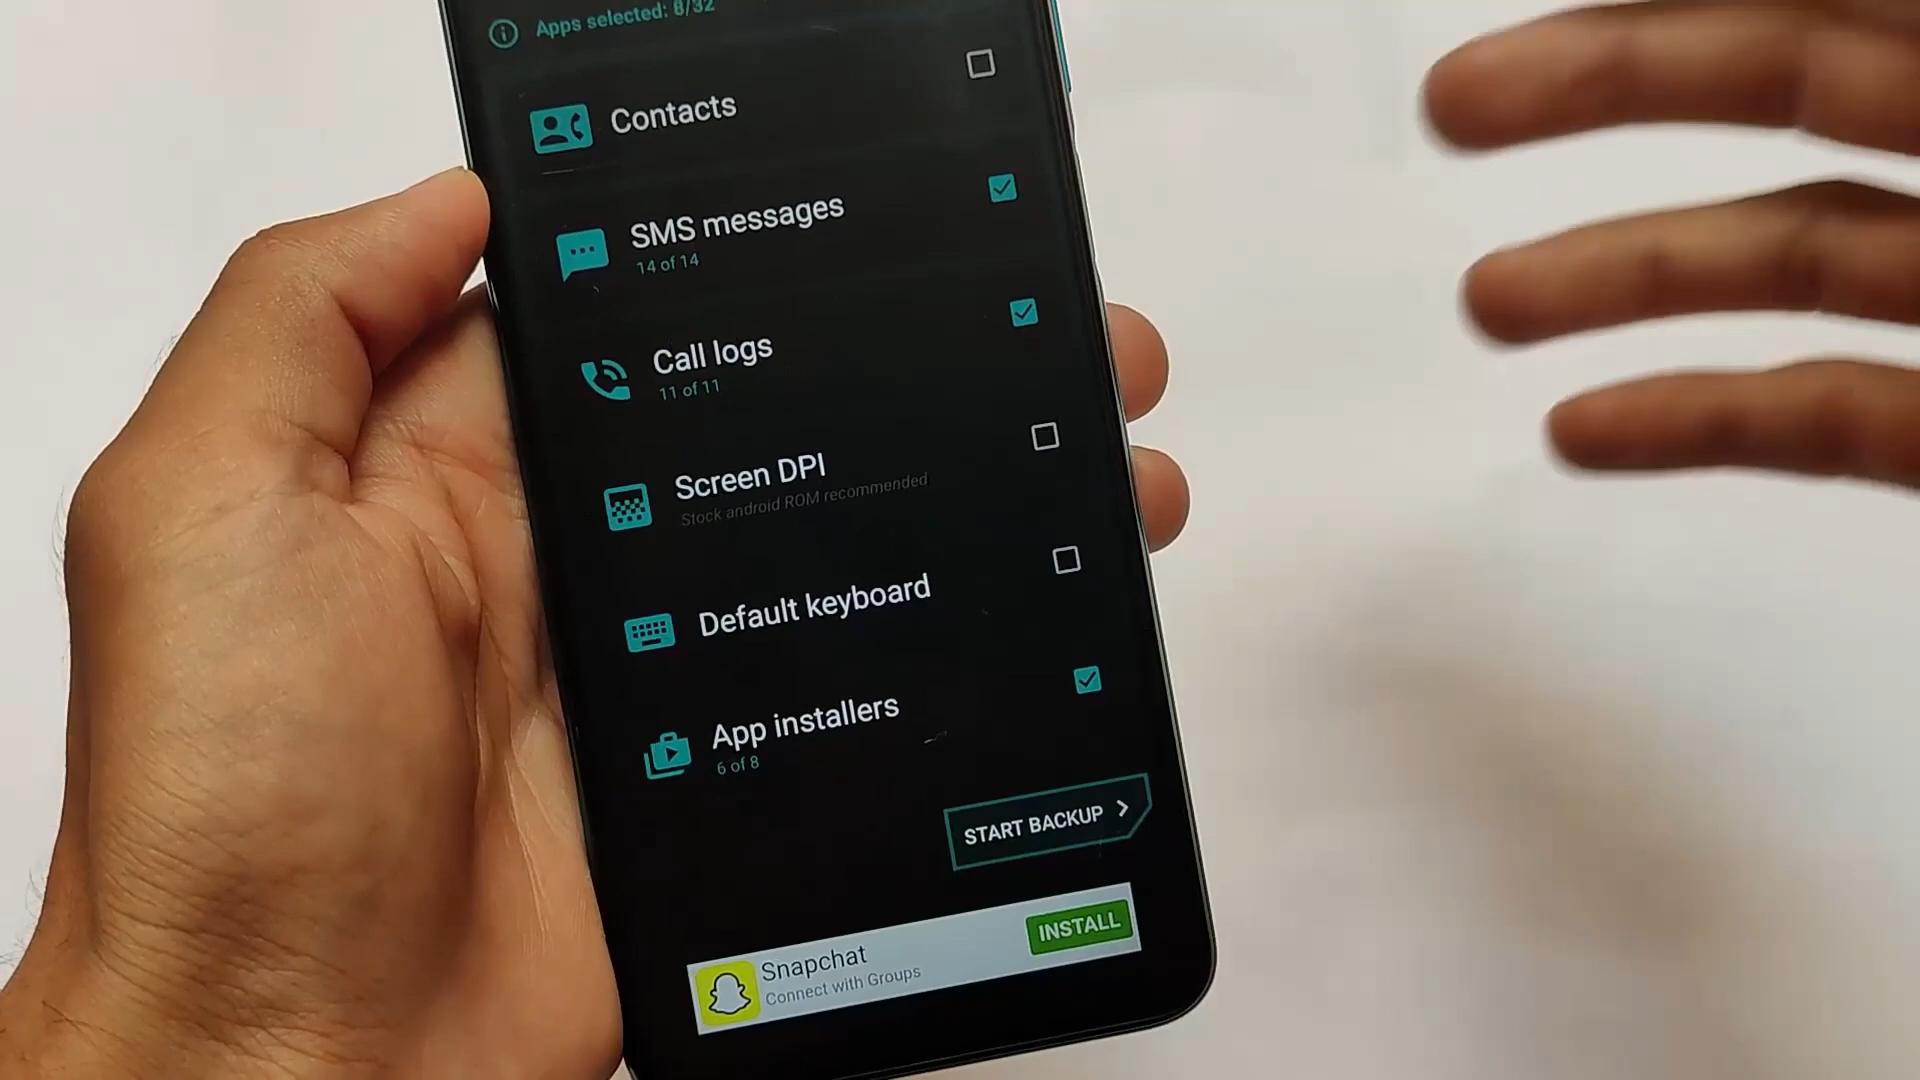 Apps selected: 8/32
Contacts
SMS messages
14 of 14
Call logs
11 of 11
Screen DPI
Stock android ROM recommended
Default keyboard
App installers
6 of 8
START BACKUP
Snapchat
Connect with Groups
INSTALL